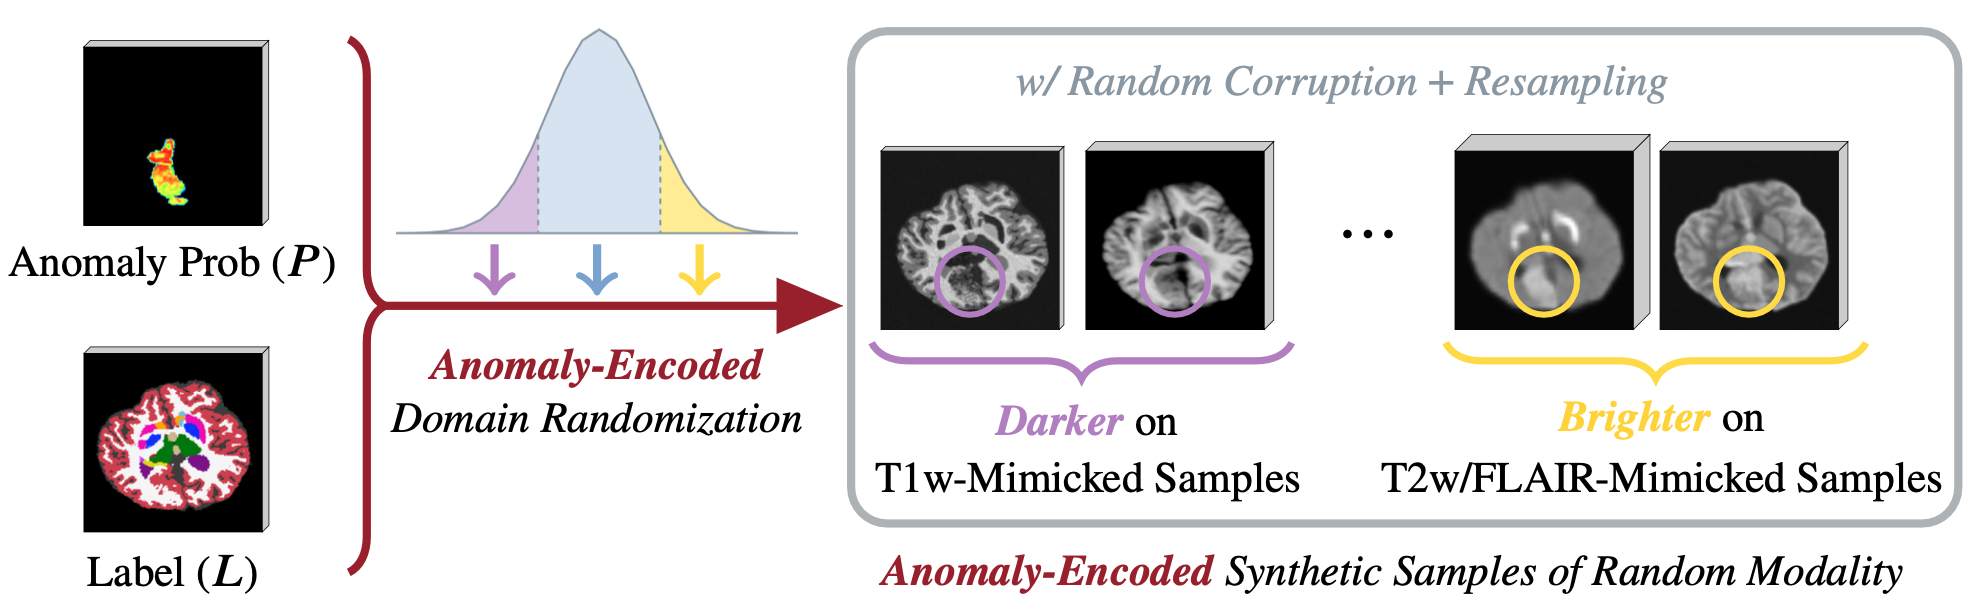 Anomaly Prob (P)
Label (L)
Anomaly-Encoded
Domain Randomization
w/ Random Corruption + Resampling
...
Darker on
T1w-Mimicked Samples
Brighter on
T2w/FLAIR-Mimicked Samples
Anomaly-Encoded Synthetic Samples of Random Modality